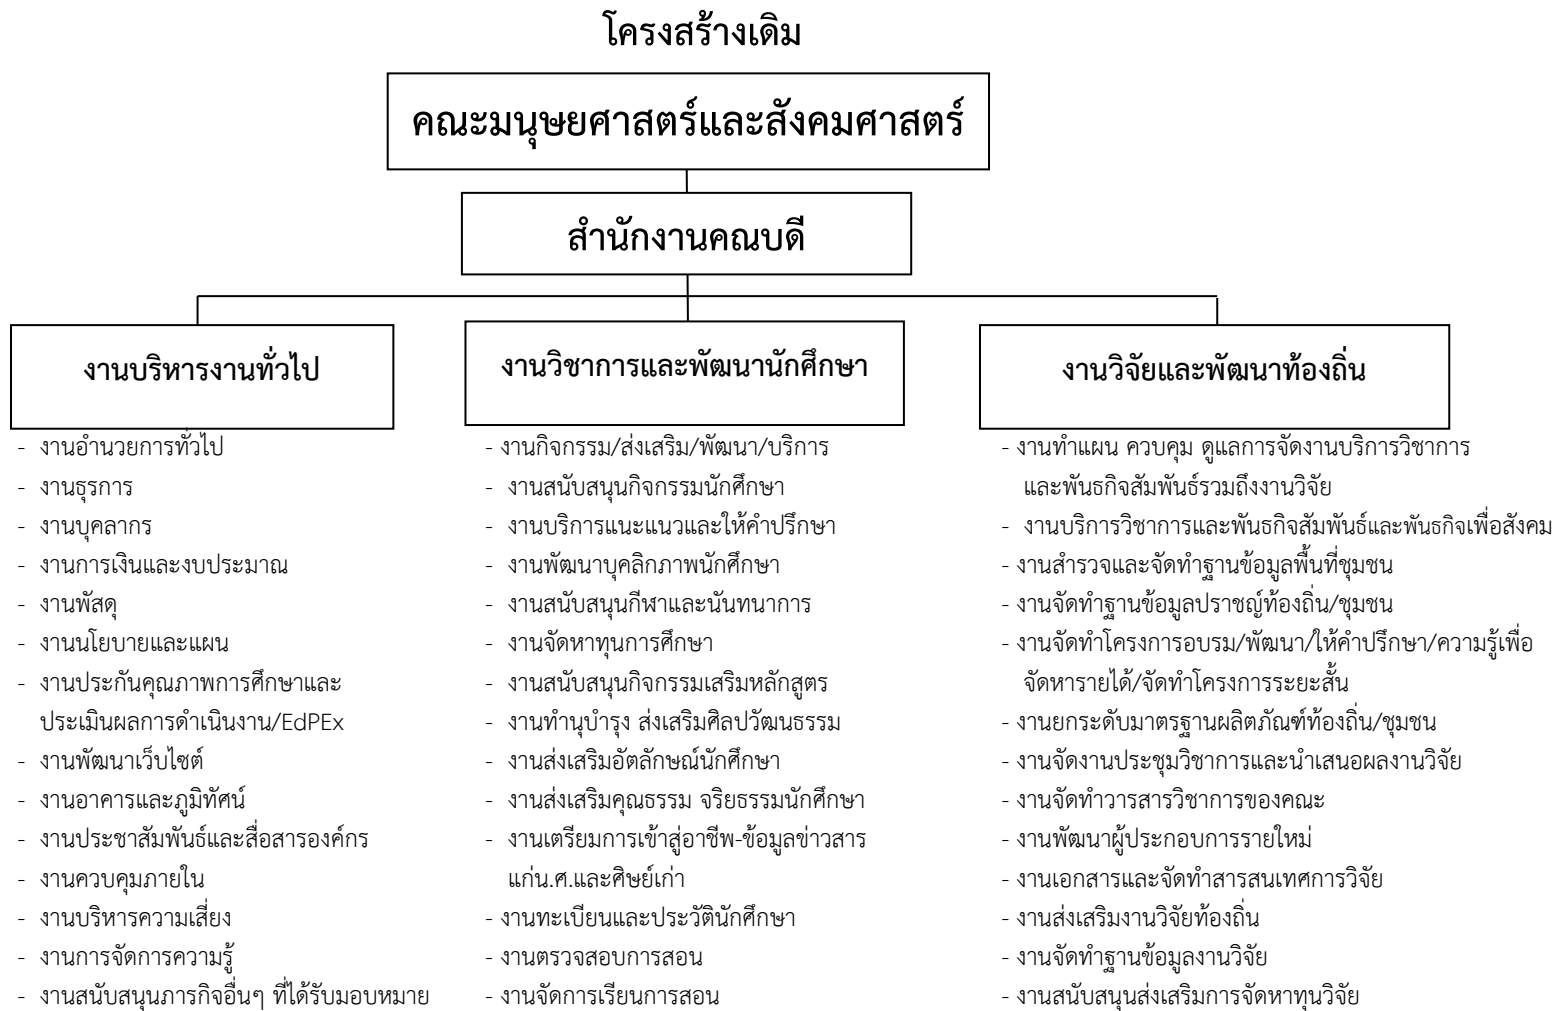 โครงสร้างเดิม
คณะมนุษยศาสตร์และสังคมศาสตร์
สำนักงานคณบดี
งานบริหารงานทั่วไป
- งานอำนวยการทั่วไป
- งานธุรการ
- งานบุคลากร
- งานการเงินและงบประมาณ
- งานพัสดุ
- งานนโยบายและแผน
- งานประกันคุณภาพการศึกษาและ
ประเมินผลการดำเนินงาน/EdPEx
- งานพัฒนาเว็บไซต์
- งานอาคารและภูมิทัศน์
- งานประชาสัมพันธ์และสื่อสารองค์กร
- งานควบคุมภายใน
- งานบริหารความเสี่ยง
- งานการจัดการความรู้
- งานสนับสนุนภารกิจอื่นๆ ที่ได้รับมอบหมาย
งานวิชาการและพัฒนานักศึกษา
- งานกิจกรรม/ส่งเสริม/พัฒนา/บริการ
- งานสนับสนุนกิจกรรมนักศึกษา
- งานบริการแนะแนวและให้คำปรึกษา
- งานพัฒนาบุคลิกภาพนักศึกษา
- งานสนับสนุนกีฬาและนันทนาการ
- งานจัดหาทุนการศึกษา
- งานสนับสนุนกิจกรรมเสริมหลักสูตร
- งานทำนุบำรุง ส่งเสริมศิลปวัฒนธรรม
- งานส่งเสริมอัตลักษณ์นักศึกษา
- งานส่งเสริมคุณธรรม จริยธรรมนักศึกษา
- งานเตรียมการเข้าสู่อาชีพ-ข้อมูลข่าวสาร
แก่น.ศ.และศิษย์เก่า
- งานทะเบียนและประวัตินักศึกษา
- งานตรวจสอบการสอน
- งานจัดการเรียนการสอน
งานวิจัยและพัฒนาท้องถิ่น
- งานทำแผน ควบคุม ดูแลการจัดงานบริการวิชาการ
และพันธกิจสัมพันธ์รวมถึงงานวิจัย
- งานบริการวิชาการและพันธกิจสัมพันธ์และพันธกิจเพื่อสังคม
- งานสำรวจและจัดทำฐานข้อมูลพื้นที่ชุมชน
- งานจัดทำฐานข้อมูลปราชญ์ท้องถิ่น/ชุมชน
- งานจัดทำโครงการอบรม/พัฒนา/ให้คำปรึกษา/ความรู้เพื่อ
จัดหารายได้/จัดทำโครงการระยะสั้น
- งานยกระดับมาตรฐานผลิตภัณฑ์ท้องถิ่น/ชุมชน
- งานจัดงานประชุมวิชาการและนำเสนอผลงานวิจัย
- งานจัดทำวารสารวิชาการของคณะ
- งานพัฒนาผู้ประกอบการรายใหม่
- งานเอกสารและจัดทำสารสนเทศการวิจัย
- งานส่งเสริมงานวิจัยท้องถิ่น
- งานจัดทำฐานข้อมูลงานวิจัย
- งานสนับสนุนส่งเสริมการจัดหาทุนวิจัย